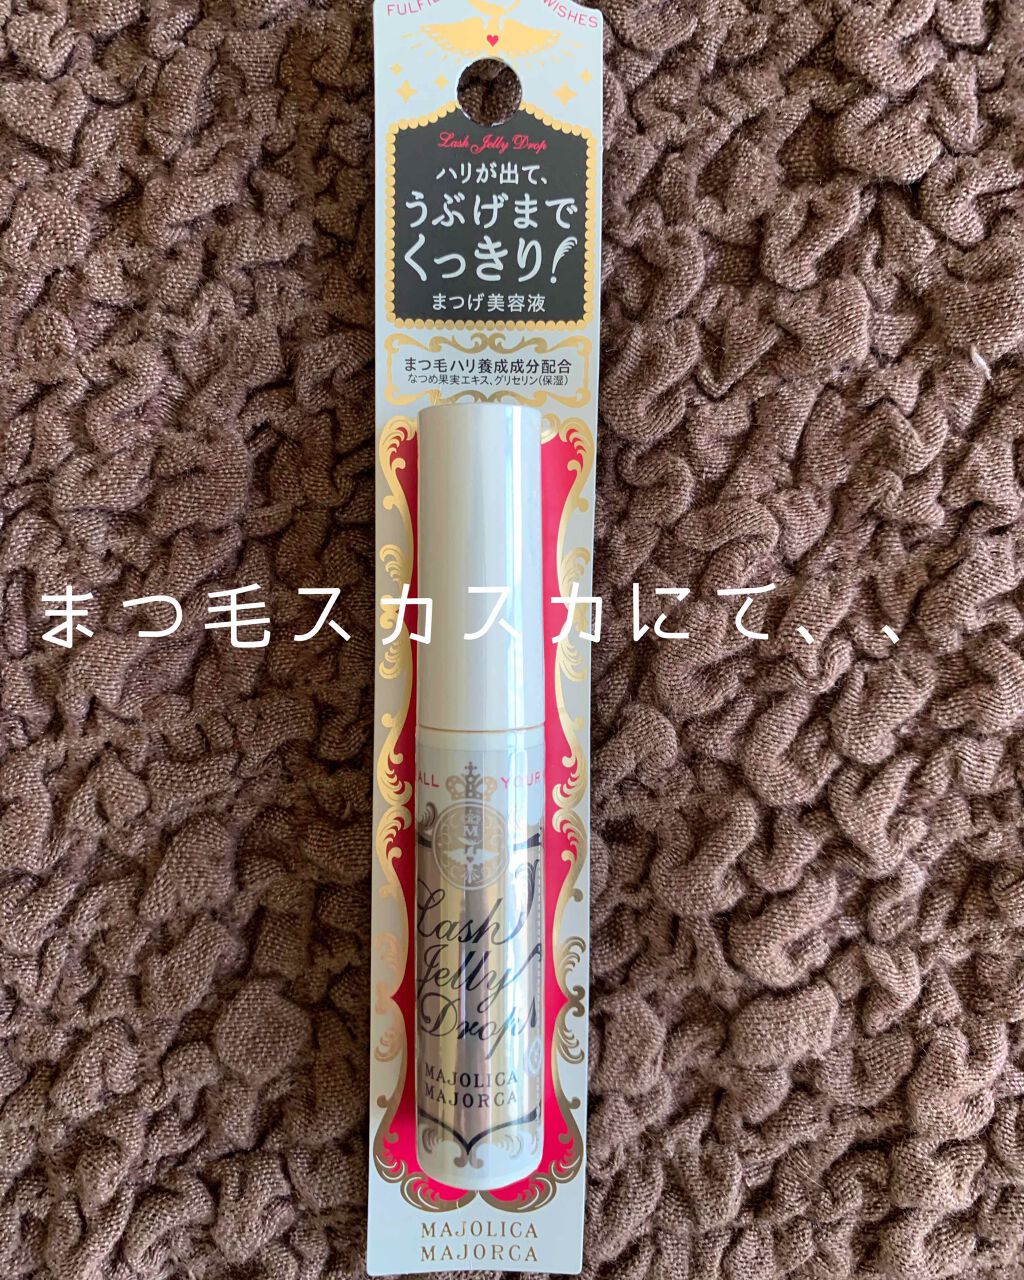 WISHES
Lash Jelly Drop
ハリが出て、
うぶげまで
くっきり!
まつげ美容液
まつ毛ハリ養成成分配合
なつめ果実エキス、グリセリン(保湿)
まつ毛スカスカにて、、
ALL YOUR
M
Lash
Jelly
Drops
MAJOLICA
MAJORCA
MAJOLICA
MAJORCA